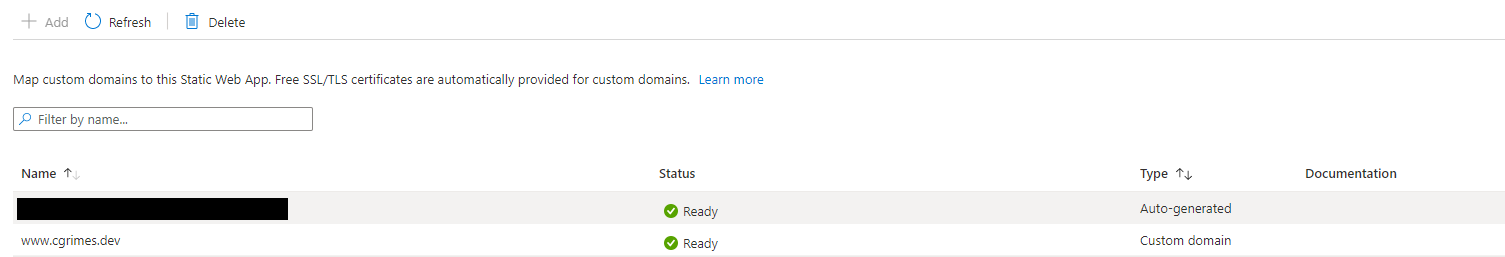 Add Refresh Delete
Map custom domains to this Static Web App. Free SSL/TLS certificates are automatically provided for custom domains. Learn more
Filter by name...
Name Status Type Documentation
Ready Auto-generated
www.cgrimes.dev Ready Custom domain